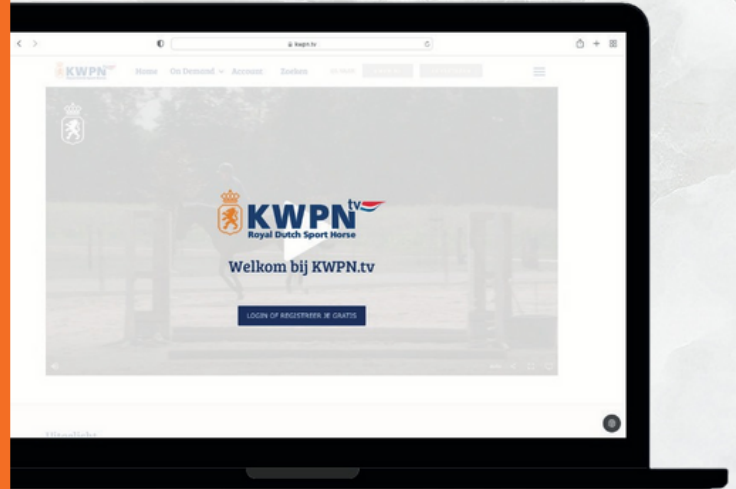 kwpn.tv
KWPN
Home On Demand Account Zoeken
KWPN tv
Royal Dutch Sport Horse
Welkom bij KWPN.tv
LOGIN OF REGISTREER JE GRATIS
Uitgelicht